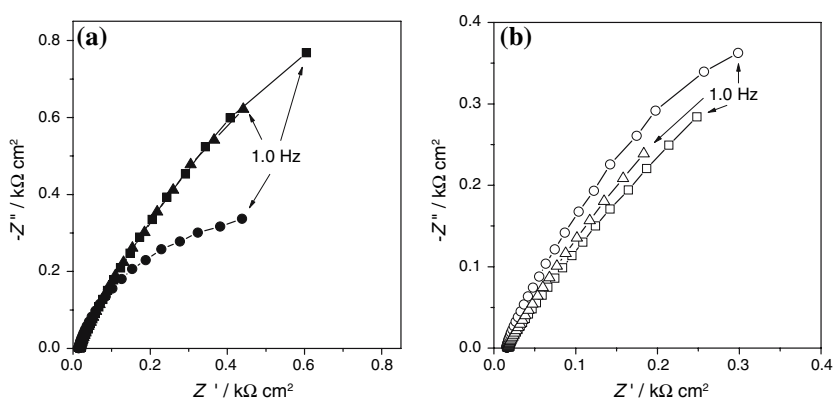 (a)
-Z" / kΩ cm²
0.8
0.6
0.4
0.2
0.0
1.0 Hz
0.0 0.2 0.4 0.6 0.8
Z ' / kΩ cm²
(b)
-Z" / kΩ cm²
0.4
0.3
0.2
0.1
0.0
1.0 Hz
0.0 0.1 0.2 0.3 0.4
Z' / kΩ cm²